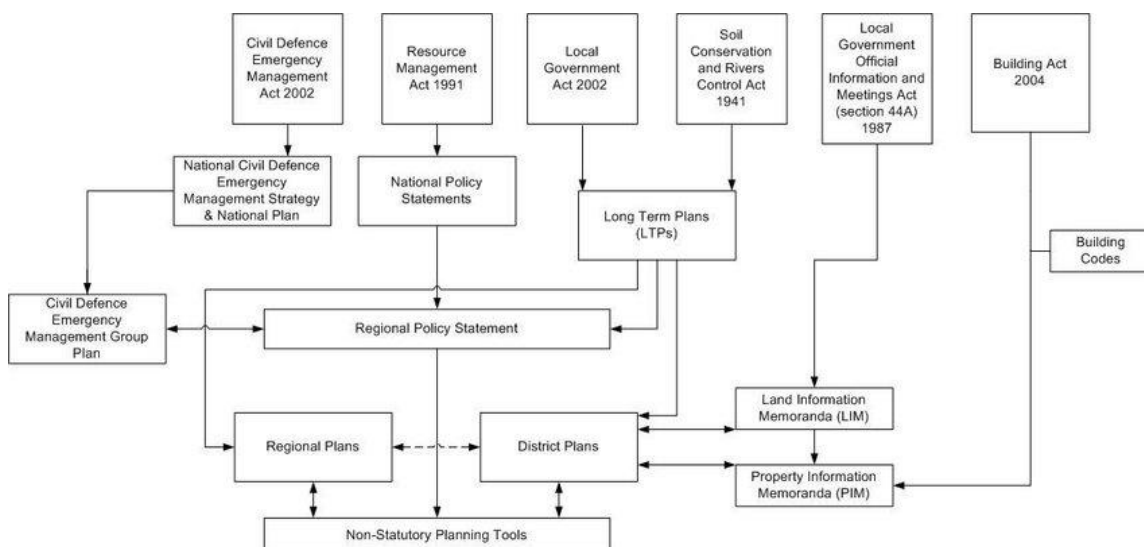 Civil Defence
Emergency
Management
Act 2002
Resource
Management
Act 1991
Local
Government
Act 2002
Soil
Conservation
and Rivers
Control Act
1941
Local
Government
Official
Information and
Meetings Act
(section 44A)
1987
Building Act
2004
National Civil Defence
Emergency
Management Strategy
& National Plan
National Policy
Statements
Long Term Plans
(LTPs)
Building
Codes
Civil Defence
Emergency
Management Group
Plan
Regional Policy Statement
Land Information
Memoranda (LIM)
Regional Plans
District Plans
Property Information
Memoranda (PIM)
Non-Statutory Planning Tools